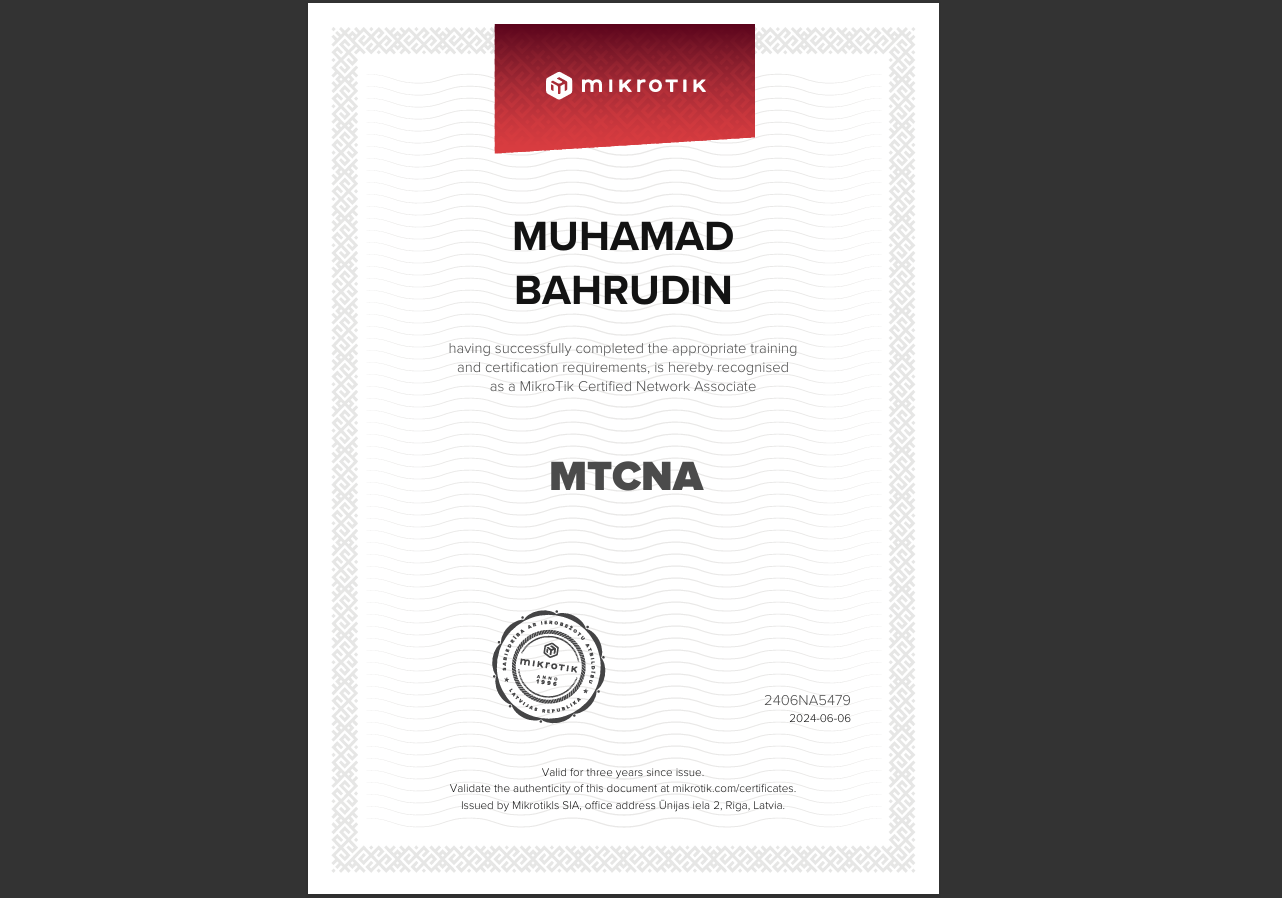 mikrotik
MUHAMAD
BAHRUDIN
having successfully completed the appropriate training
and certification requirements, is hereby recognised
as a MikroTik Certified Network Associate
MTCNA
SABIEDRĪBA AR IEROBEŽOTU ATBILDĪBU
mikrotik
ANNO
1996
★ LATVIJAS REPUBLIKA ★
2406NA5479
2024-06-06
Valid for three years since issue.
Validate the authenticity of this document at mikrotik.com/certificates.
Issued by Mikrotikls SIA, office address Ūnijas iela 2, Riga, Latvia.